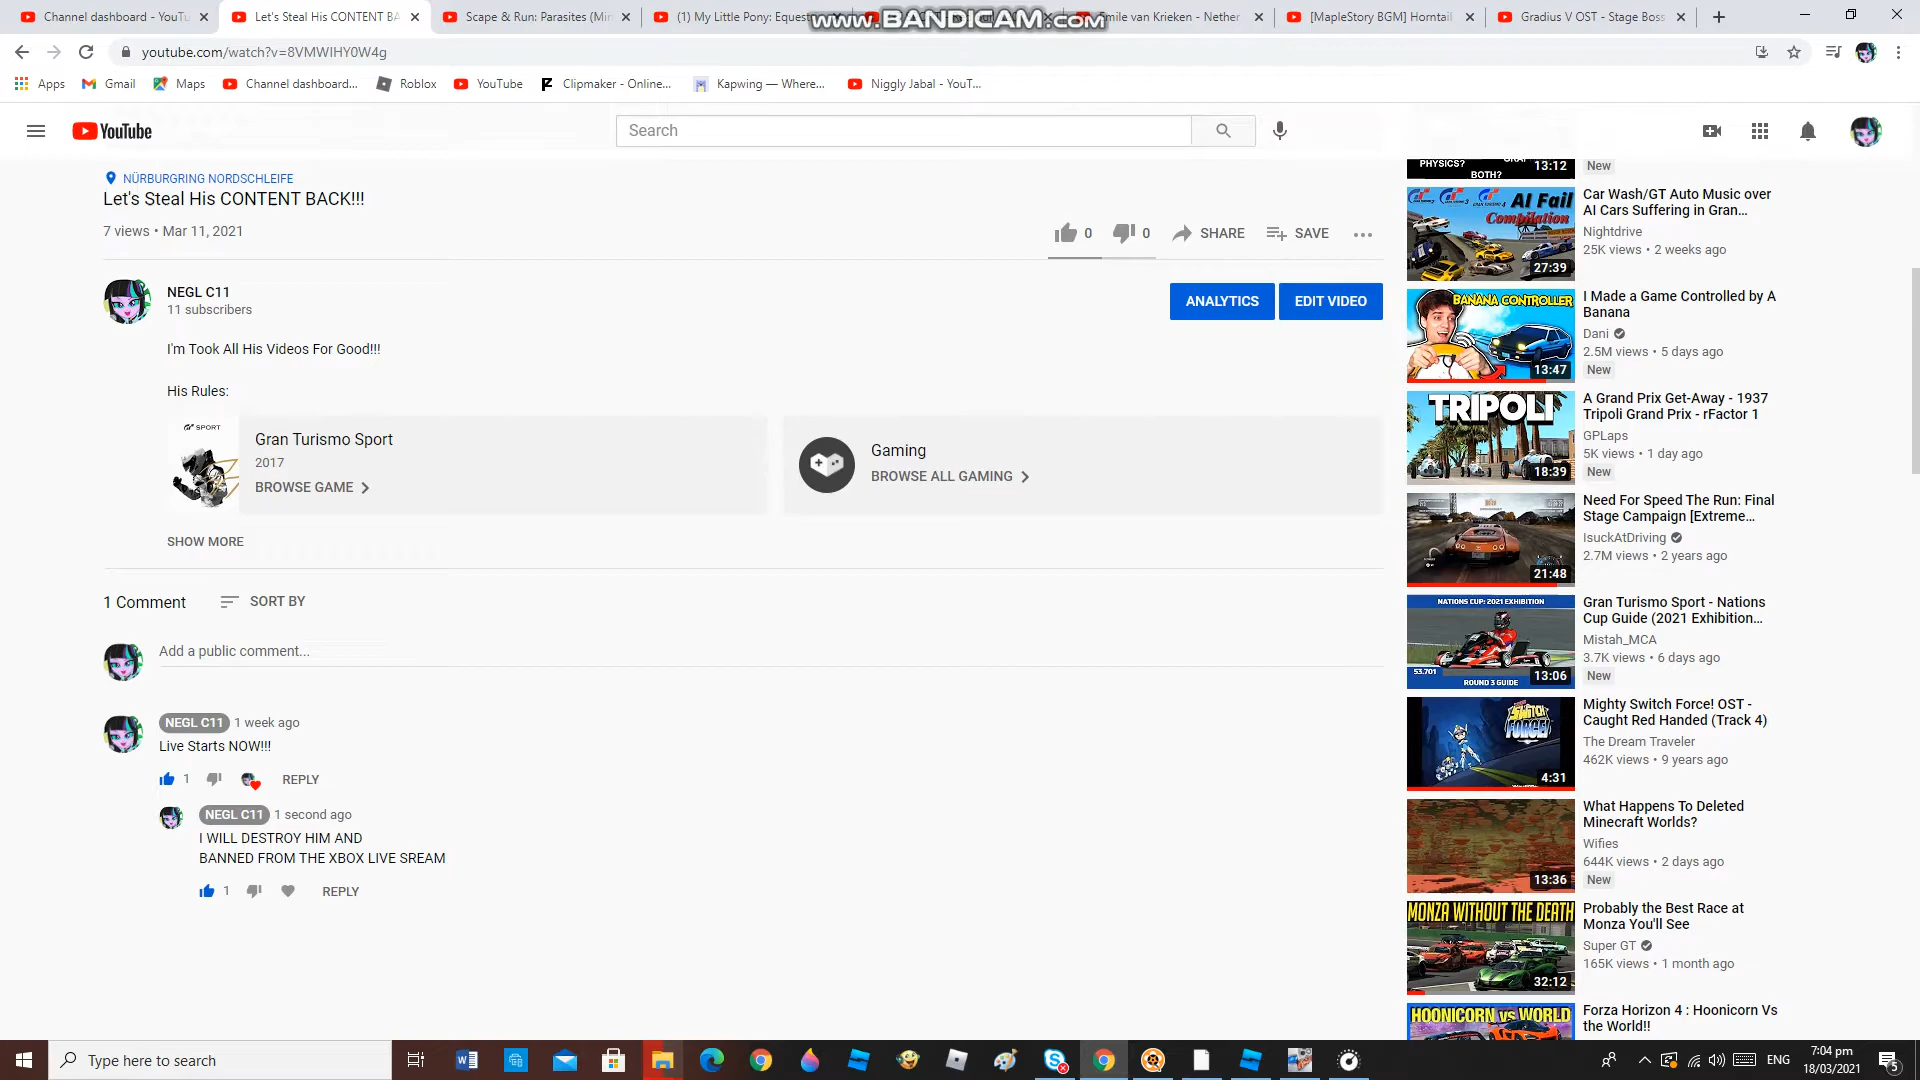 Channel dashboard - YouTu
Let's Steal His CONTENT BA
Scape & Run: Parasites (Min
(1) My Little Pony: Equest
www.BANDICAM.com
Smile van Krieken - Nether
[MapleStory BGM] Horntail
Gradius V OST - Stage Boss
youtube.com/watch?v=8VMWIHY0W4g
Apps
Gmail
Maps
Channel dashboard...
Roblox
YouTube
Clipmaker - Online...
Kapwing — Where...
Niggly Jabal - YouT...
YouTube
Search
NÜRBURGRING NORDSCHLEIFE
Let's Steal His CONTENT BACK!!!
7 views • Mar 11, 2021
0
0
SHARE
SAVE
NEGL C11
11 subscribers
ANALYTICS
EDIT VIDEO
I'm Took All His Videos For Good!!!
His Rules:
SPORT
Gran Turismo Sport
2017
BROWSE GAME
Gaming
BROWSE ALL GAMING
SHOW MORE
1 Comment
SORT BY
Add a public comment...
NEGL C11 1 week ago
Live Starts NOW!!!
1
REPLY
NEGL C11 1 second ago
I WILL DESTROY HIM AND
BANNED FROM THE XBOX LIVE SREAM
1
REPLY
PHYSICS?
BOTH?
13:12
New
AI Fail
Compilation
27:39
Car Wash/GT Auto Music over
AI Cars Suffering in Gran...
Nightdrive
25K views • 2 weeks ago
BANANA CONTROLLER
13:47
I Made a Game Controlled by A
Banana
Dani
2.5M views • 5 days ago
New
TRIPOLI
18:39
A Grand Prix Get-Away - 1937
Tripoli Grand Prix - rFactor 1
GPLaps
5K views • 1 day ago
New
21:48
Need For Speed The Run: Final
Stage Campaign [Extreme...
IsuckAtDriving
2.7M views • 2 years ago
NATIONS CUP: 2021 EXHIBITION
53.701
ROUND 3 GUIDE
13:06
Gran Turismo Sport - Nations
Cup Guide (2021 Exhibition...
Mistah_MCA
3.7K views • 6 days ago
New
SWITCH
FORCE!
4:31
Mighty Switch Force! OST -
Caught Red Handed (Track 4)
The Dream Traveler
462K views • 9 years ago
13:36
What Happens To Deleted
Minecraft Worlds?
Wifies
644K views • 2 days ago
New
MONZA WITHOUT THE DEATH
32:12
Probably the Best Race at
Monza You'll See
Super GT
165K views • 1 month ago
HOONICORN vs WORLD
Forza Horizon 4 : Hoonicorn Vs
the World!!
Type here to search
ENG
7:04 pm
18/03/2021
5